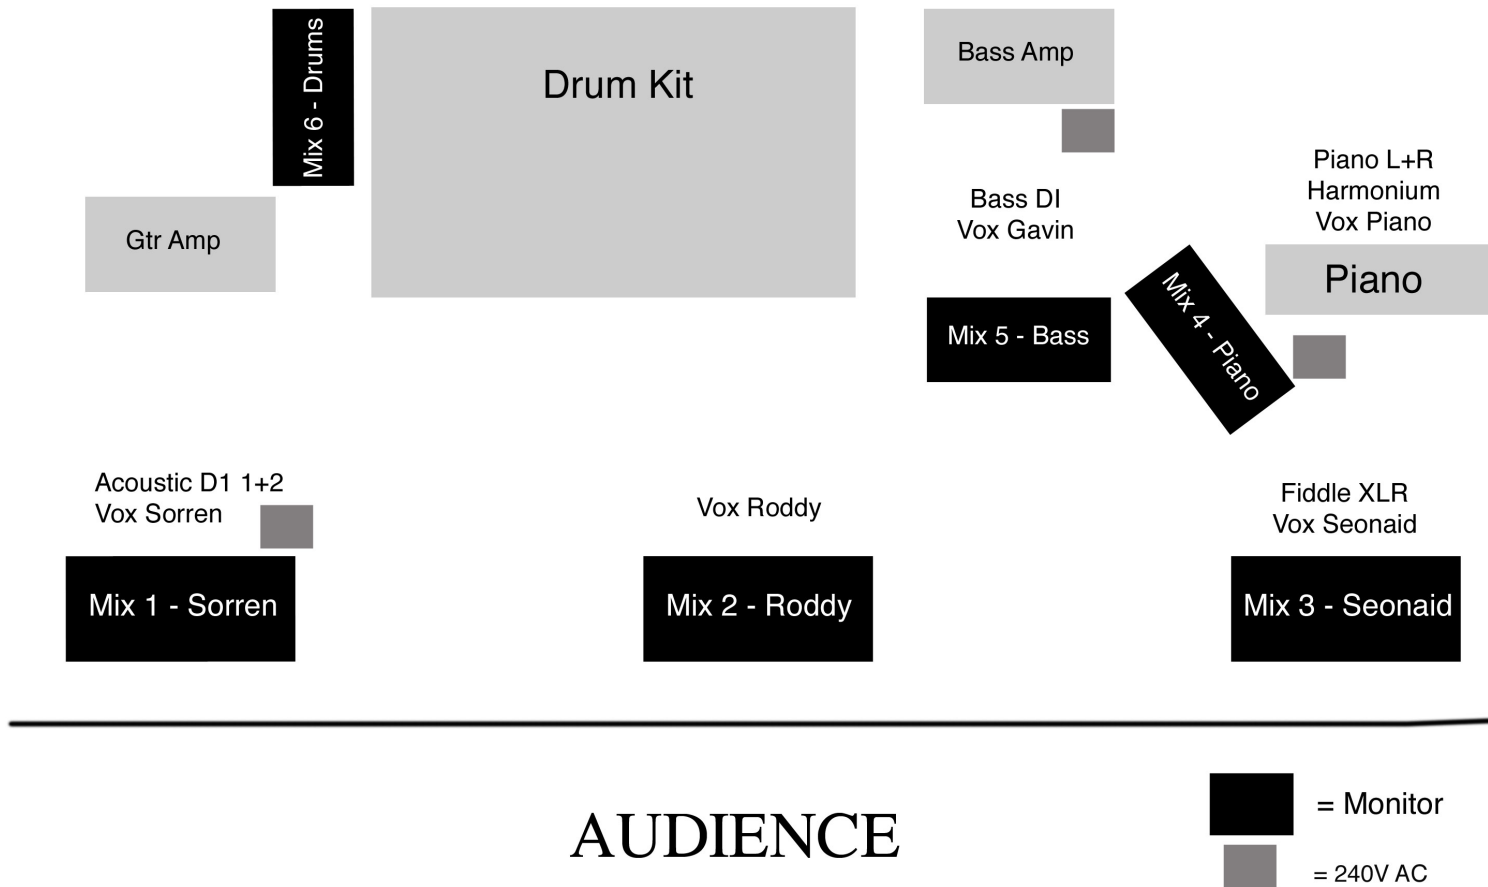 Mix 6 - Drums
Drum Kit
Bass Amp
Gtr Amp
Bass DI
Vox Gavin
Piano L+R
Harmonium
Vox Piano
Piano
Mix 5 - Bass
Mix 4 - Piano
Acoustic D1 1+2
Vox Sorren
Vox Roddy
Fiddle XLR
Vox Seonaid
Mix 1 - Sorren
Mix 2 - Roddy
Mix 3 - Seonaid
AUDIENCE
= Monitor
= 240V AC